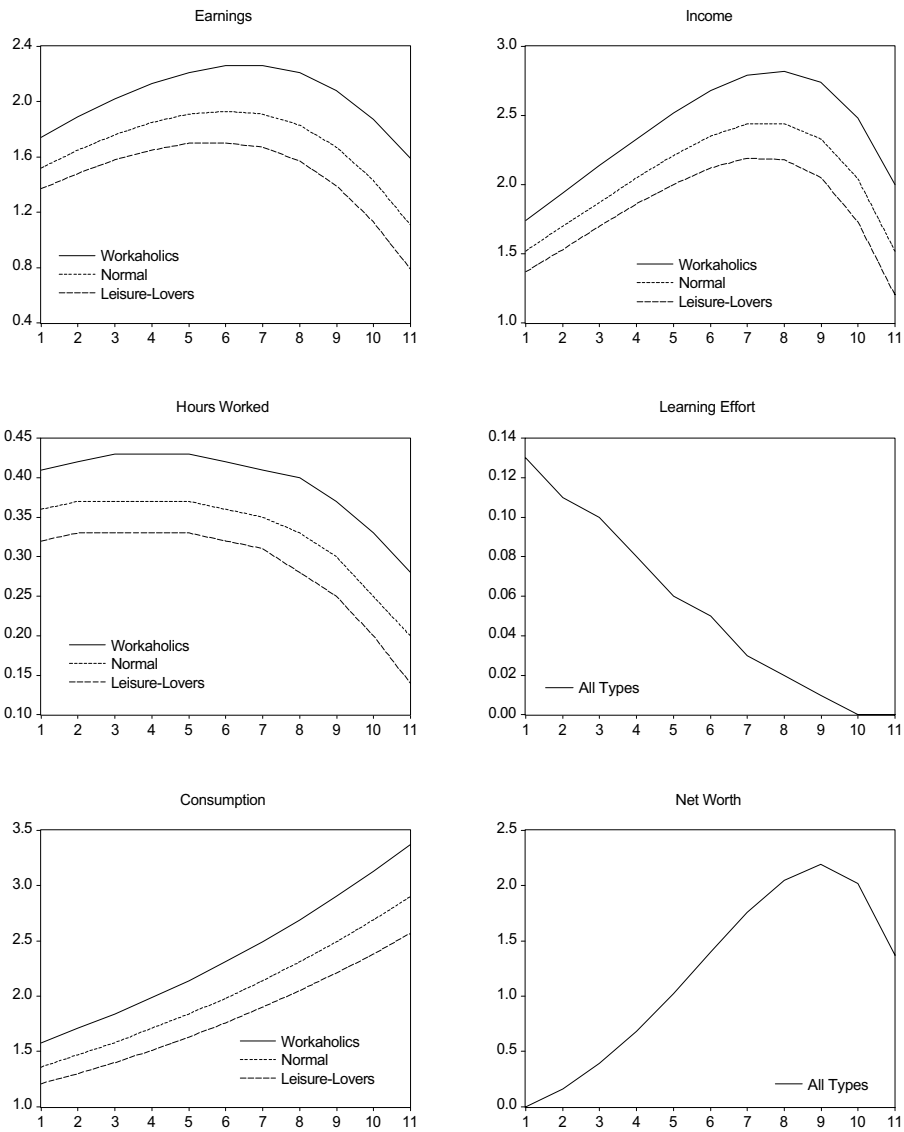 Earnings
2.4
2.0
1.6
1.2
0.8
0.4
Workaholics
Normal
Leisure-Lovers
1 2 3 4 5 6 7 8 9 10 11
Income
3.0
2.5
2.0
1.5
1.0
Workaholics
Normal
Leisure-Lovers
1 2 3 4 5 6 7 8 9 10 11
Hours Worked
0.45
0.40
0.35
0.30
0.25
0.20
0.15
0.10
Workaholics
Normal
Leisure-Lovers
1 2 3 4 5 6 7 8 9 10 11
Learning Effort
0.14
0.12
0.10
0.08
0.06
0.04
0.02
0.00
All Types
1 2 3 4 5 6 7 8 9 10 11
Consumption
3.5
3.0
2.5
2.0
1.5
1.0
Workaholics
Normal
Leisure-Lovers
1 2 3 4 5 6 7 8 9 10 11
Net Worth
2.5
2.0
1.5
1.0
0.5
0.0
All Types
1 2 3 4 5 6 7 8 9 10 11